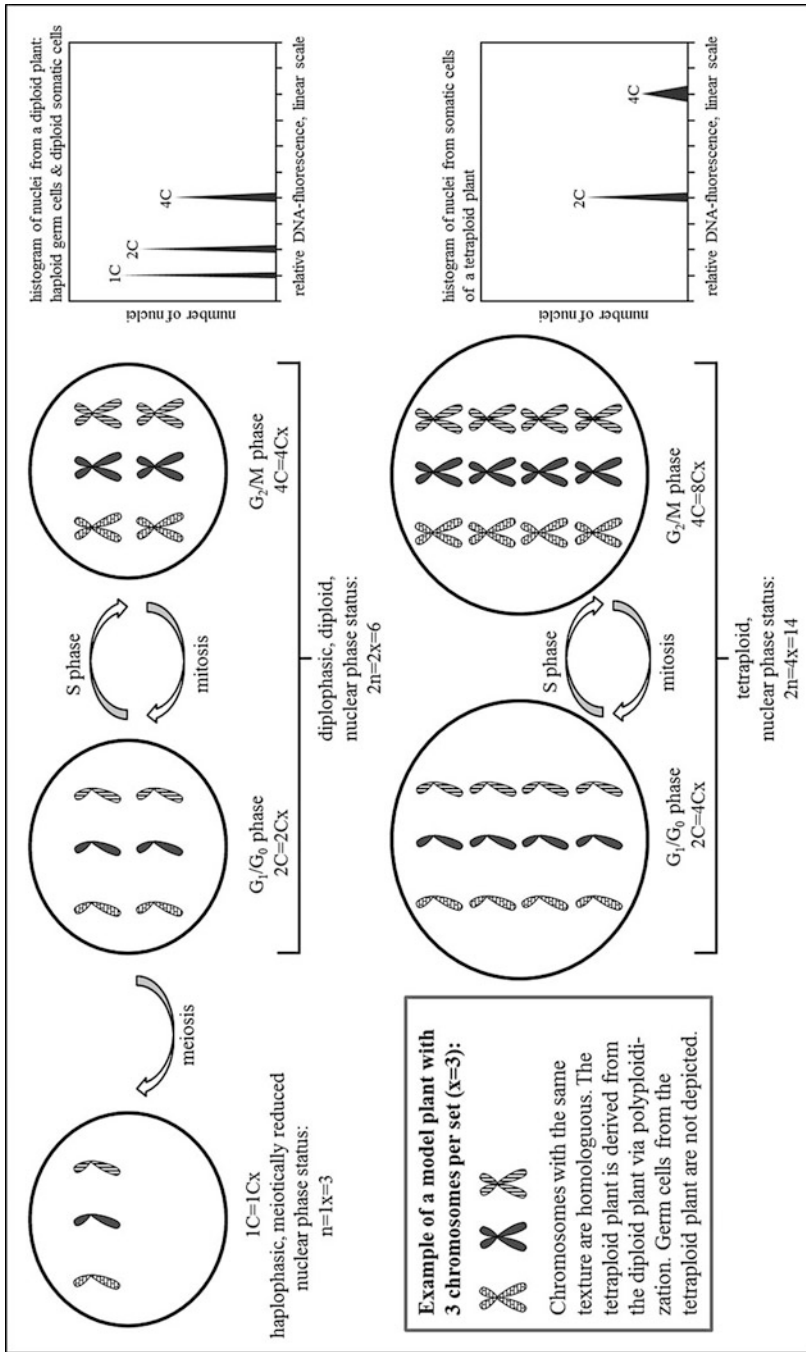 1C=1Cx
haplophasic, meiotically reduced
nuclear phase status:
n=1x=3
meiosis
G₁/G₀ phase
2C=2Cx
S phase
mitosis
G₂/M phase
4C=4Cx
diplophasic, diploid,
nuclear phase status:
2n=2x=6
histogram of nuclei from a diploid plant:
haploid germ cells & diploid somatic cells
number of nuclei
1C
2C
4C
relative DNA-fluorescence, linear scale
Example of a model plant with
3 chromosomes per set (x=3):
Chromosomes with the same
texture are homologuous. The
tetraploid plant is derived from
the diploid plant via polyploidi-
zation. Germ cells from the
tetraploid plant are not depicted.
G₁/G₀ phase
2C=4Cx
S phase
mitosis
G₂/M phase
4C=8Cx
tetraploid,
nuclear phase status:
2n=4x=14
histogram of nuclei from somatic cells
of a tetraploid plant
number of nuclei
2C
4C
relative DNA-fluorescence, linear scale